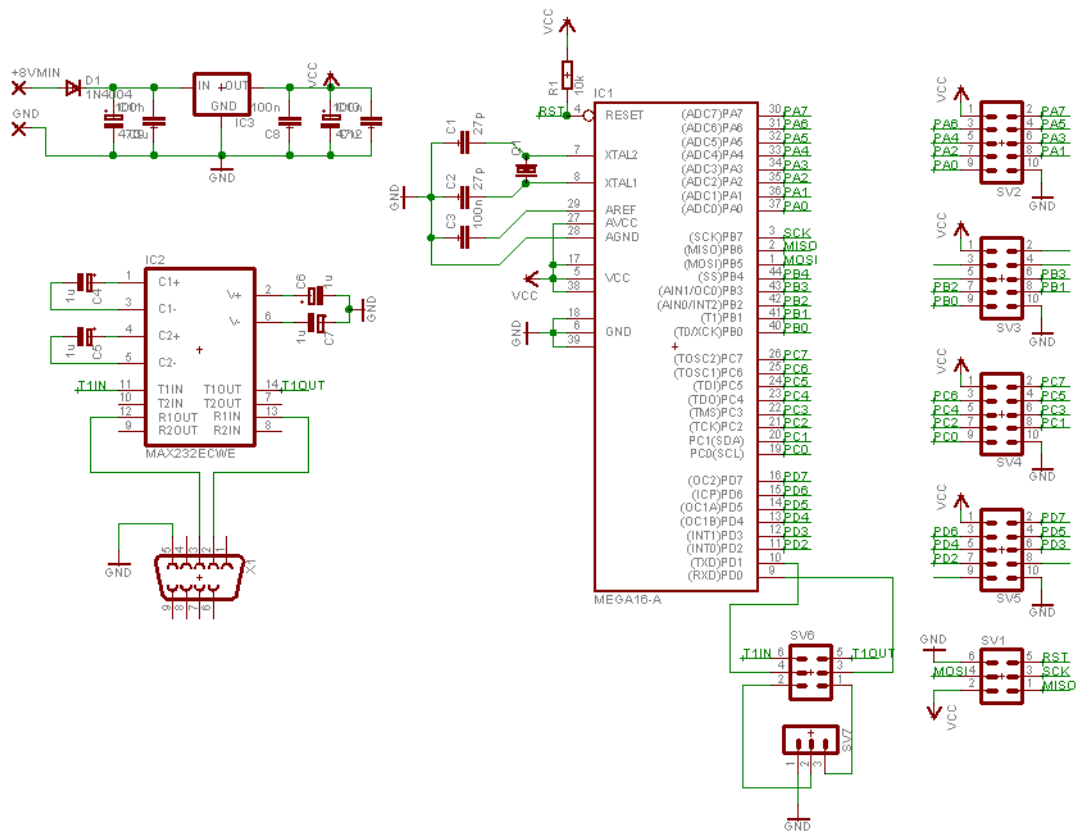 +8VMIN
D1
1N4004
GND
IN
OUT
GND
IC3
100n
C8
VCC
GND
VCC
R1
10k
RST
C1
27p
C2
27p
C3
100n
GND
VCC
GND
IC1
4 RESET
7 XTAL2
8 XTAL1
29 AREF
27 AVCC
28 AGND
17
5 VCC
38
18
6 GND
39
(ADC7)PA7 30 PA7
(ADC6)PA6 31 PA6
(ADC5)PA5 32 PA5
(ADC4)PA4 33 PA4
(ADC3)PA3 34 PA3
(ADC2)PA2 35 PA2
(ADC1)PA1 36 PA1
(ADC0)PA0 37 PA0
(SCK)PB7 3 SCK
(MISO)PB6 2 MISO
(MOSI)PB5 1 MOSI
(SS)PB4 44 PB4
(AIN1/OC0)PB3 43 PB3
(AIN0/INT2)PB2 42 PB2
(T1)PB1 41 PB1
(T0/XCK)PB0 40 PB0
(TOSC2)PC7 26 PC7
(TOSC1)PC6 25 PC6
(TDI)PC5 24 PC5
(TDO)PC4 23 PC4
(TMS)PC3 22 PC3
(TCK)PC2 21 PC2
PC1(SDA) 20 PC1
PC0(SCL) 19 PC0
(OC2)PD7 16 PD7
(ICP)PD6 15 PD6
(OC1A)PD5 14 PD5
(OC1B)PD4 13 PD4
(INT1)PD3 12 PD3
(INT0)PD2 11 PD2
(TXD)PD1 10
(RXD)PD0 9
MEGA16-A
IC2
1 C1+
3 C1-
4 C2+
5 C2-
T1IN 11 T1IN
10 T2IN
12 R1OUT
9 R2OUT
V+ 2
V- 6
T1OUT 14 T1OUT
T2OUT 7
R1IN 13
R2IN 8
MAX232ECWE
1u
C4
1u
C5
C6
1u
C7
1u
GND
GND
5 4 3 2 1
X1
9 8 7 6
VCC
1 2 PA7
PA6 3 4 PA5
PA4 5 6 PA3
PA2 7 8 PA1
PA0 9 10
SV2
GND
VCC
1 2
3 4
5 6 PB3
PB2 7 8 PB1
PB0 9 10
SV3
GND
VCC
1 2 PC7
PC6 3 4 PC5
PC4 5 6 PC3
PC2 7 8 PC1
PC0 9 10
SV4
GND
VCC
1 2 PD7
PD6 3 4 PD5
PD4 5 6 PD3
PD2 7 8
9 10
SV5
GND
GND
SV1
6 5 RST
MOSI 4 3 SCK
2 1 MISO
VCC
SV6
T1IN 6 5 T1OUT
4 3
2 1
SV7
1 2 3
GND